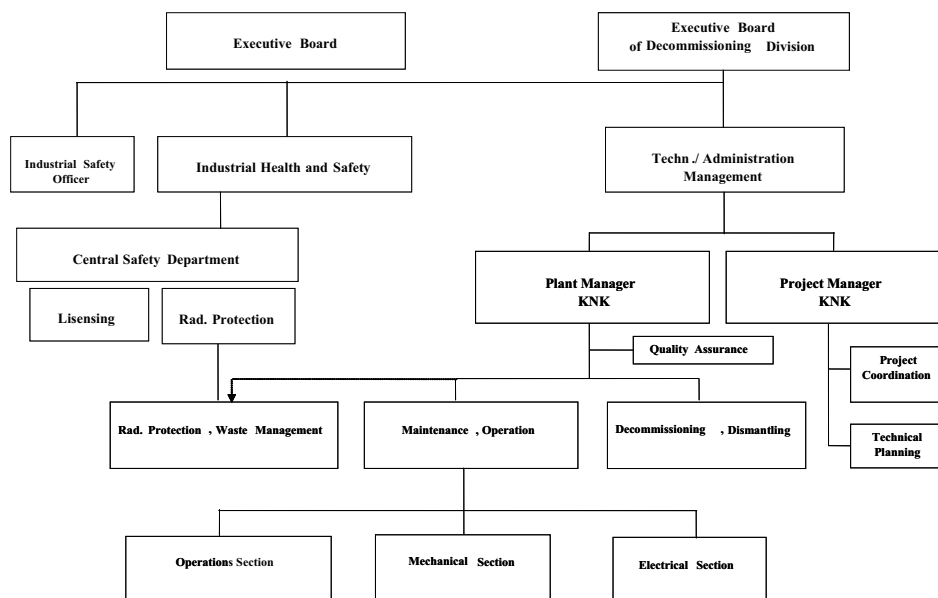 Executive Board
Executive Board
of Decommissioning Division
Industrial Safety
Officer
Industrial Health and Safety
Techn./ Administration
Management
Central Safety Department
Plant Manager
KNK
Project Manager
KNK
Lisensing
Rad. Protection
Quality Assurance
Project
Coordination
Rad. Protection , Waste Management
Maintenance , Operation
Decommissioning , Dismantling
Technical
Planning
Operations Section
Mechanical Section
Electrical Section